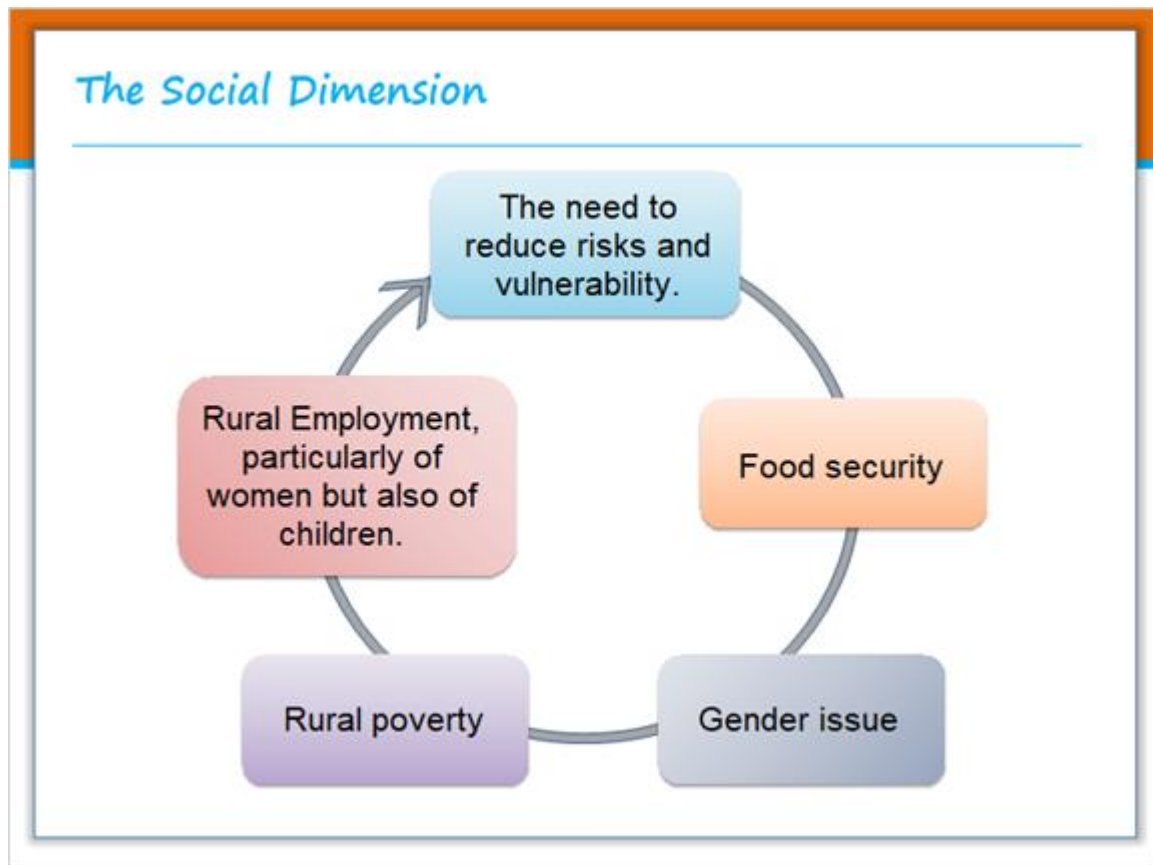 The Social Dimension
The need to
reduce risks and
vulnerability.
Food security
Gender issue
Rural poverty
Rural Employment,
particularly of
women but also of
children.